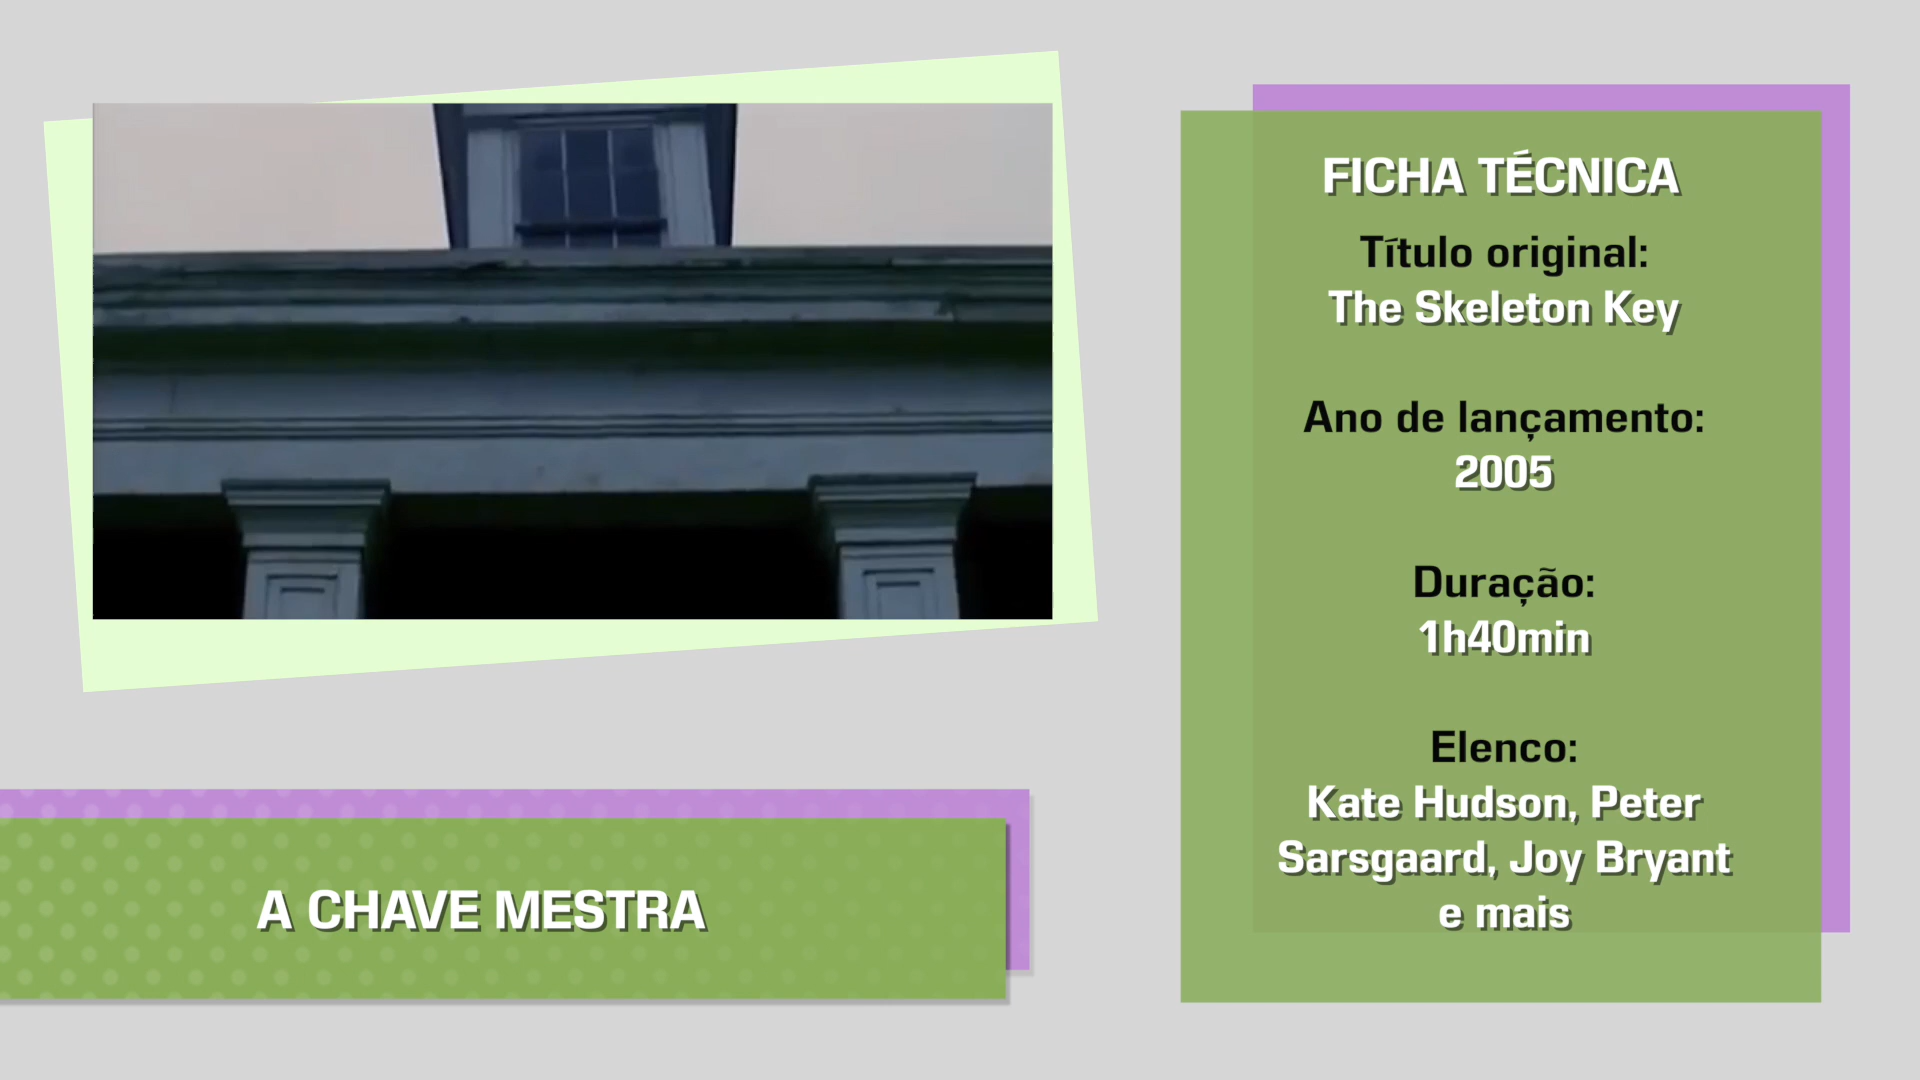 FICHA TÉCNICA
Título original:
The Skeleton Key
Ano de lançamento:
2005
Duração:
1h40min
Elenco:
Kate Hudson, Peter
Sarsgaard, Joy Bryant
e mais
A CHAVE MESTRA